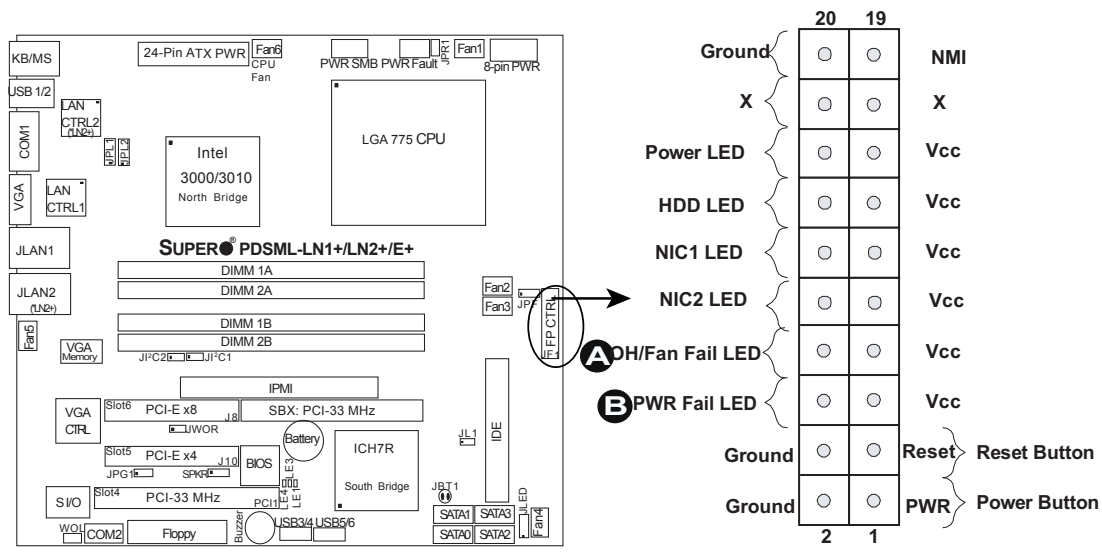 KB/MS
24-Pin ATX PWR
Fan6
CPU
Fan
PWR SMB
PWR Fault
JPR1
Fan1
8-pin PWR
USB 1/2
LAN
CTRL2
(*LN2+)
COM1
JPL1
JPL2
Intel
3000/3010
North Bridge
LGA 775 CPU
VGA
LAN
CTRL1
JLAN1
SUPER® PDSML-LN1+/LN2+/E+
DIMM 1A
DIMM 2A
JLAN2
(*LN2+)
Fan2
Fan3
JPF
FP CTRL
JF1
Fan5
DIMM 1B
DIMM 2B
VGA
Memory
JI²C2
JI²C1
IPMI
VGA
CTRL
Slot6
PCI-E x8
J8
SBX: PCI-33 MHz
JWOR
Battery
Slot5
PCI-E x4
J10
BIOS
JPG1
SPKR
LE3
ICH7R
South Bridge
JL1
IDE
S I/O
Slot4
PCI-33 MHz
PCI1
LE4
LE1
JBT1
WOL
COM2
Floppy
Buzzer
USB3/4
USB5/6
SATA1
SATA3
SATA0
SATA2
JLED
Fan4
20 19
Ground NMI
X X
Power LED Vcc
HDD LED Vcc
NIC1 LED Vcc
NIC2 LED Vcc
A OH/Fan Fail LED Vcc
B PWR Fail LED Vcc
Ground Reset Reset Button
Ground PWR Power Button
2 1